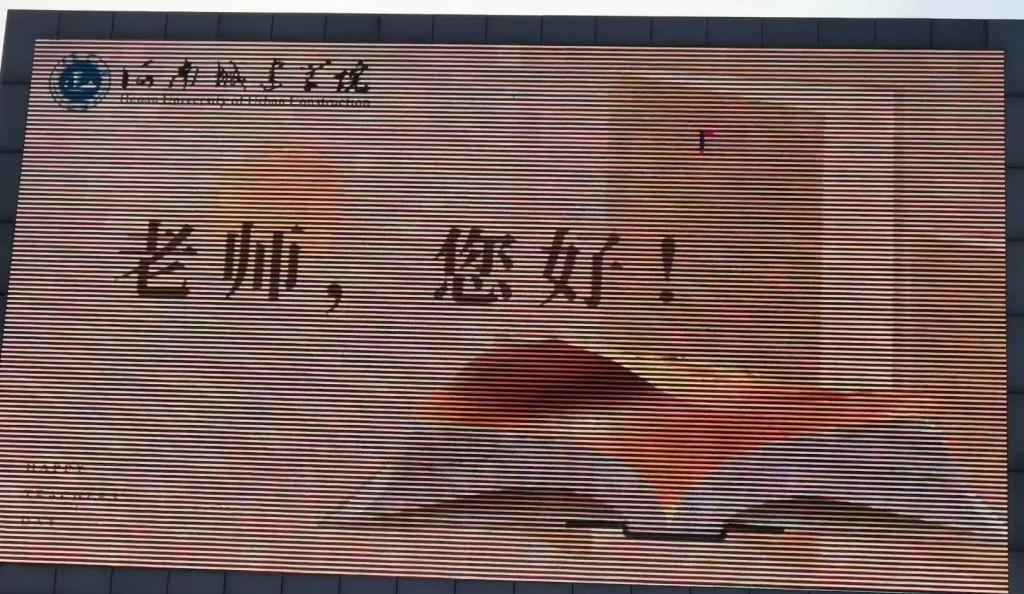 河南城建学院
Henan University of Urban Construction
老师，您好！
HAPPY
TEACHERS
DAY